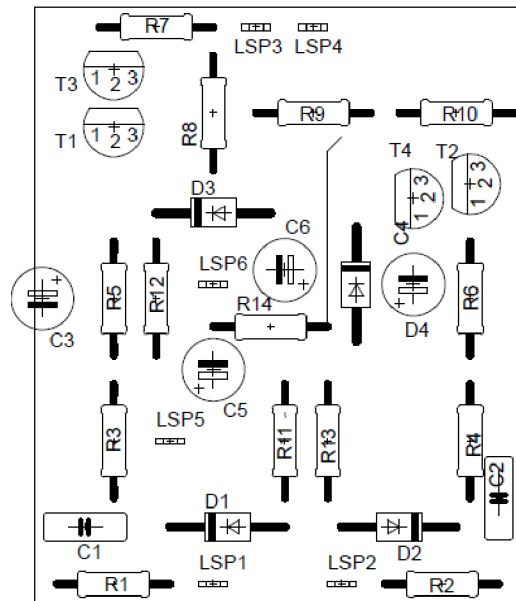 R7
LSP3 LSP4
T3
1 2 3
T1
1 2 3
R8
R9
R10
T4
1 2 3
T2
1 2 3
D3
C6
C4
LSP6
C3
R5
R12
R14
D4
R6
C5
LSP5
R3
R11
R13
R4
C2
D1
D2
C1
LSP1
LSP2
R1
R2